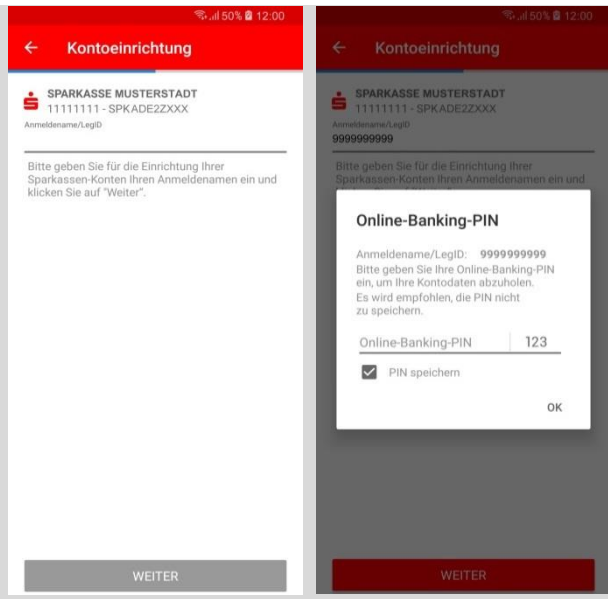 50% 12:00
Kontoeinrichtung
SPARKASSE MUSTERSTADT
11111111 - SPKADE2ZXXX
Anmeldename/LegID
Bitte geben Sie für die Einrichtung Ihrer
Sparkassen-Konten Ihren Anmeldenamen ein und
klicken Sie auf "Weiter".
WEITER
50% 12:00
Kontoeinrichtung
SPARKASSE MUSTERSTADT
11111111 - SPKADE2ZXXX
Anmeldename/LegID
9999999999
Bitte geben Sie für die Einrichtung Ihrer
Sparkassen-Konten Ihren Anmeldenamen ein und
Online-Banking-PIN
Anmeldename/LegID: 9999999999
Bitte geben Sie Ihre Online-Banking-PIN
ein, um Ihre Kontodaten abzuholen.
Es wird empfohlen, die PIN nicht
zu speichern.
Online-Banking-PIN 123
PIN speichern
OK
WEITER